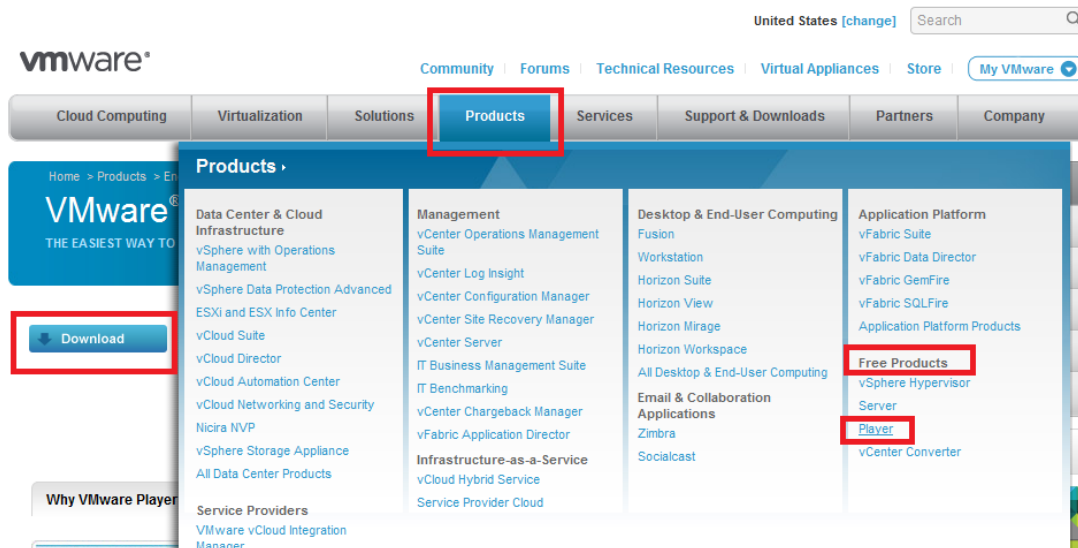 United States [change] Search
vmware®
Community Forums Technical Resources Virtual Appliances Store My VMware
Cloud Computing Virtualization Solutions Products Services Support & Downloads Partners Company
Home > Products >
VMware®
THE EASIEST WAY TO
Download
Why VMware Player
Products
Data Center & Cloud
Infrastructure
vSphere with Operations
Management
vSphere Data Protection Advanced
ESXi and ESX Info Center
vCloud Suite
vCloud Director
vCloud Automation Center
vCloud Networking and Security
Nicira NVP
vSphere Storage Appliance
All Data Center Products
Service Providers
VMware vCloud Integration
Manager
Management
vCenter Operations Management
Suite
vCenter Log Insight
vCenter Configuration Manager
vCenter Site Recovery Manager
vCenter Server
IT Business Management Suite
IT Benchmarking
vCenter Chargeback Manager
vFabric Application Director
Infrastructure-as-a-Service
vCloud Hybrid Service
Service Provider Cloud
Desktop & End-User Computing
Fusion
Workstation
Horizon Suite
Horizon View
Horizon Mirage
Horizon Workspace
All Desktop & End-User Computing
Email & Collaboration
Applications
Zimbra
Socialcast
Application Platform
vFabric Suite
vFabric Data Director
vFabric GemFire
vFabric SQLFire
Application Platform Products
Free Products
vSphere Hypervisor
Server
Player
vCenter Converter